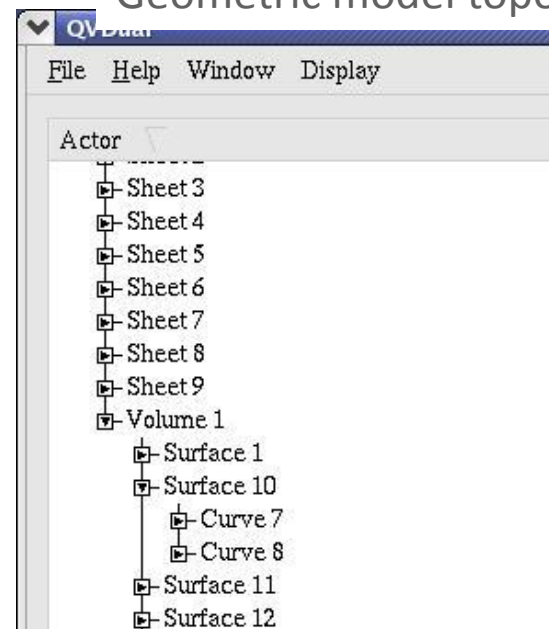 Geometric model topo
QVDual
File Help Window Display
Actor
Sheet 3
Sheet 4
Sheet 5
Sheet 6
Sheet 7
Sheet 8
Sheet 9
Volume 1
Surface 1
Surface 10
Curve 7
Curve 8
Surface 11
Surface 12